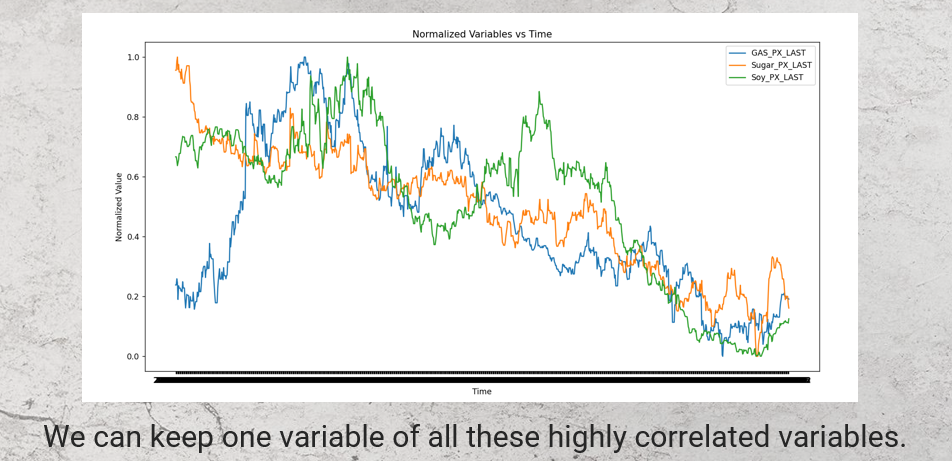 Normalized Variables vs Time
GAS_PX_LAST
Sugar_PX_LAST
Soy_PX_LAST
1.0
0.8
0.6
0.4
0.2
0.0
Normalized Value
Time
We can keep one variable of all these highly correlated variables.